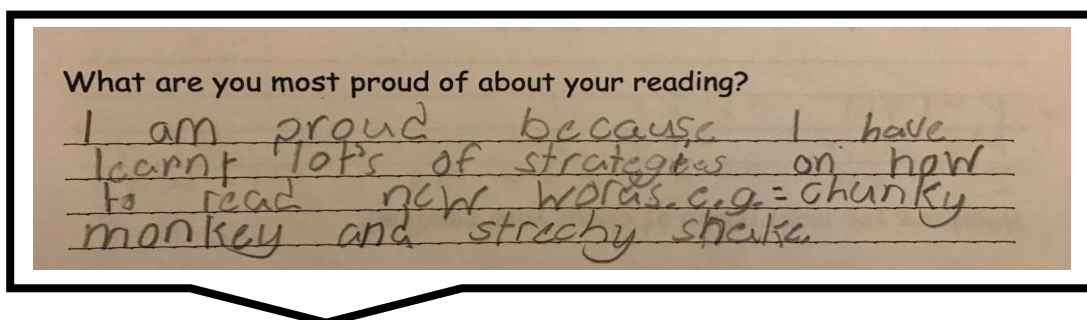 What are you most proud of about your reading?
I am proud because I have
learnt lot's of strategies on how
to read new words. e.g. = chunky
monkey and strechy shake.